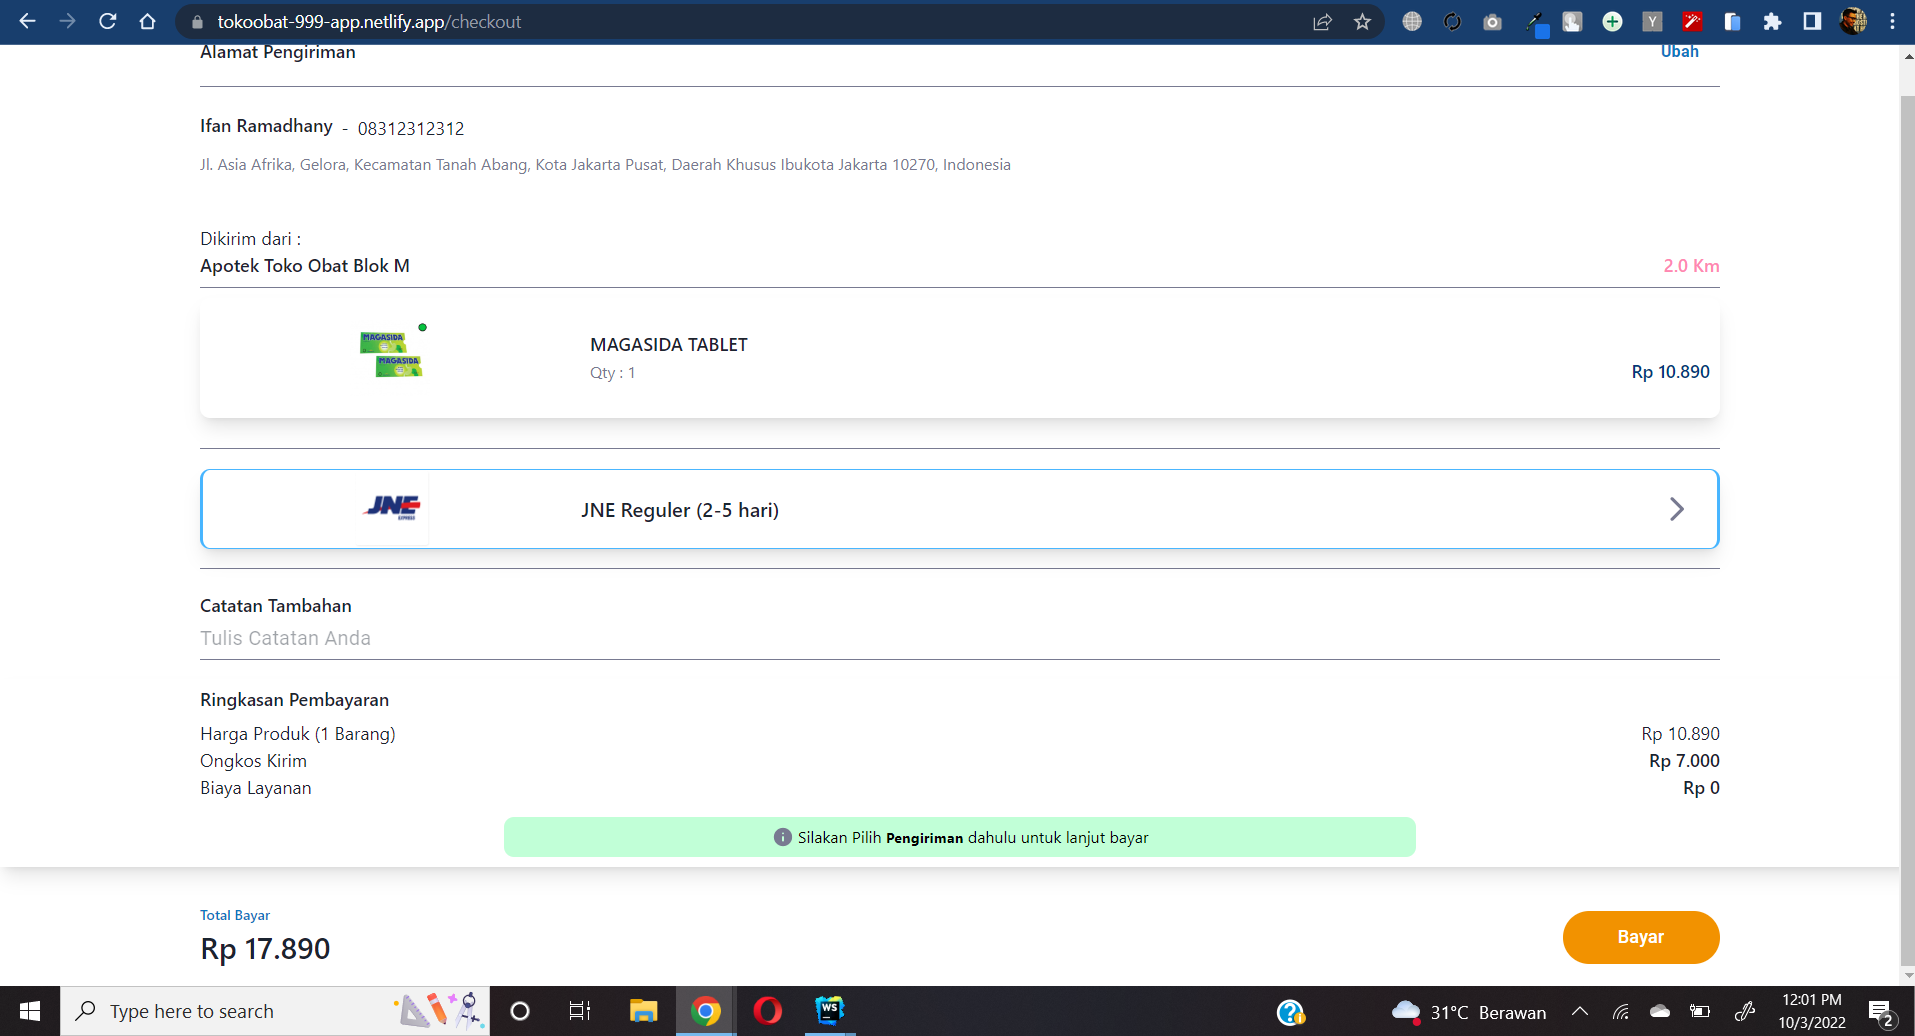 tokoobat-999-app.netlify.app/checkout
Alamat Pengiriman
Ubah
Ifan Ramadhany - 08312312312
Jl. Asia Afrika, Gelora, Kecamatan Tanah Abang, Kota Jakarta Pusat, Daerah Khusus Ibukota Jakarta 10270, Indonesia
Dikirim dari :
Apotek Toko Obat Blok M
2.0 Km
MAGASIDA
MAGASIDA
MAGASIDA TABLET
Qty : 1
Rp 10.890
JNE
EXPRESS
JNE Reguler (2-5 hari)
Catatan Tambahan
Tulis Catatan Anda
Ringkasan Pembayaran
Harga Produk (1 Barang) Rp 10.890
Ongkos Kirim Rp 7.000
Biaya Layanan Rp 0
Silakan Pilih Pengiriman dahulu untuk lanjut bayar
Total Bayar
Rp 17.890
Bayar
Type here to search
WS
31°C Berawan
12:01 PM
10/3/2022
2